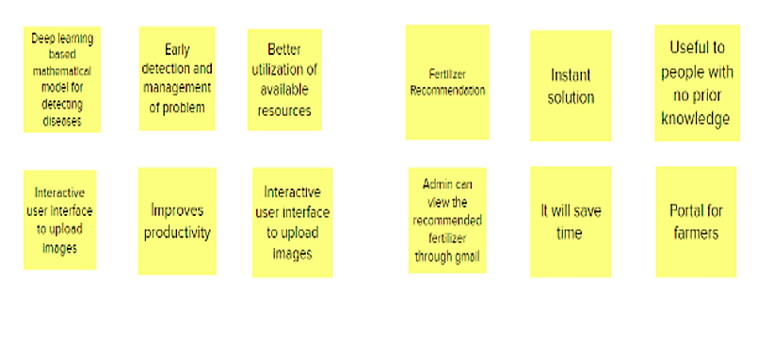 Deep learning
based
mathematical
model for
detecting
diseases
Early
detection and
management
of problem
Better
utilization of
available
resources
Fertilizer
Recommendation
Instant
solution
Useful to
people with
no prior
knowledge
Interactive
user interface
to upload
images
Improves
productivity
Interactive
user interface
to upload
images
Admin can
view the
recommended
fertilizer
through gmail
It will save
time
Portal for
farmers